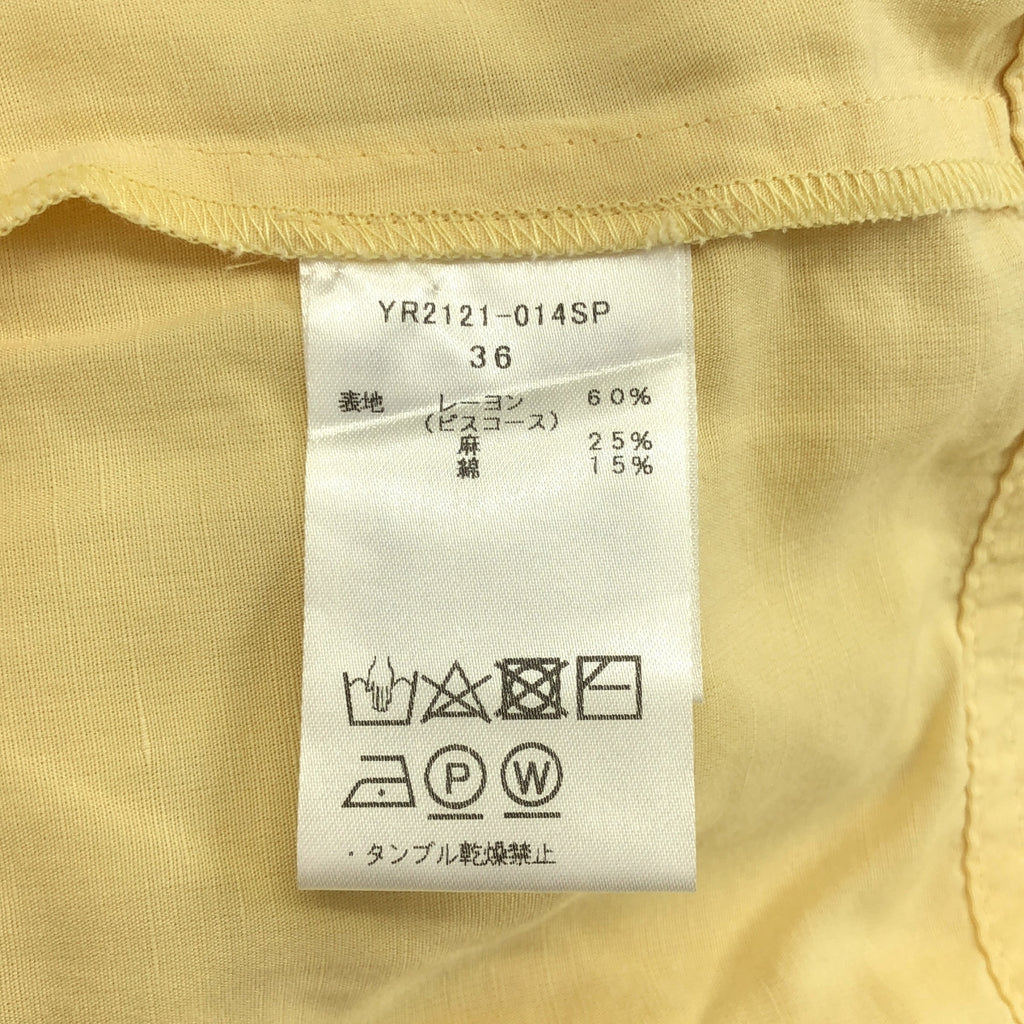 YR2121-014SP
36
表地 レーヨン 60%
(ビスコース)
麻 25%
綿 15%
P W
・タンブル乾燥禁止